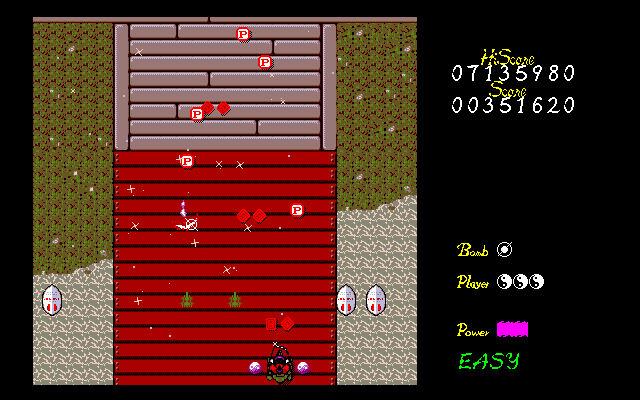 HiScore
07135980
Score
00351620
P
P
P
P
P
Bomb
Player
Power
EASY